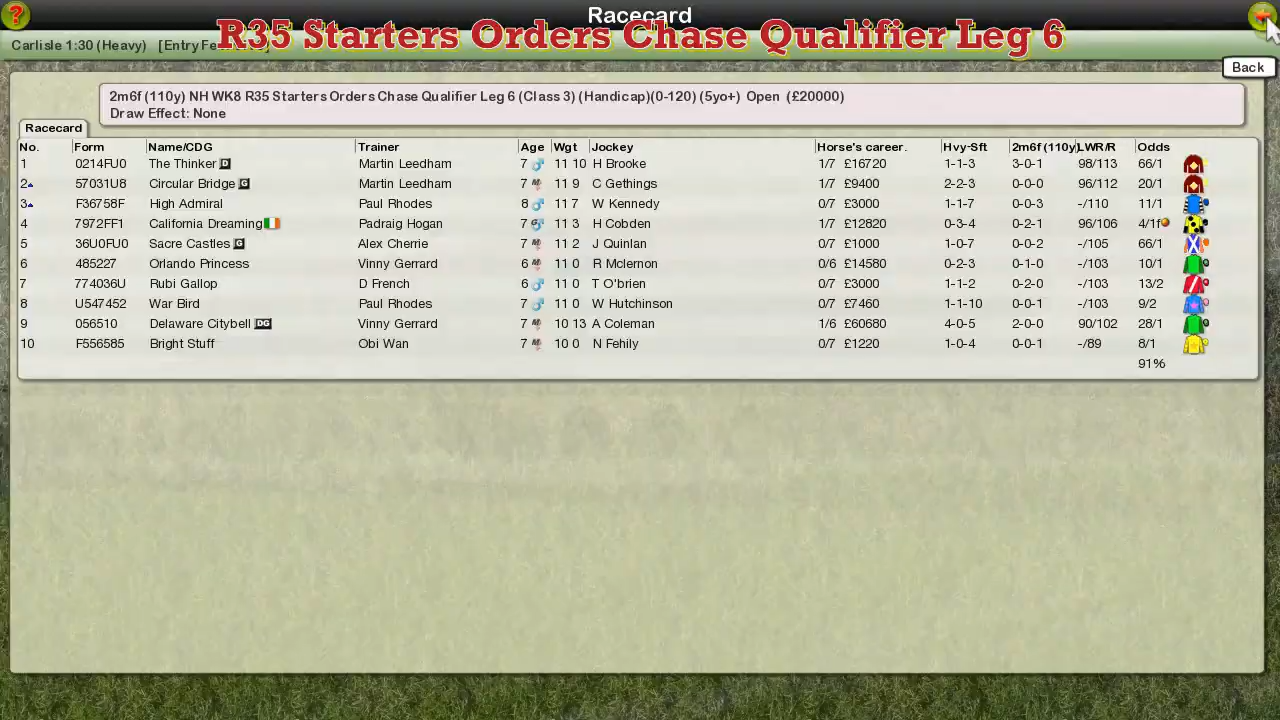 Racecard
R35 Starters Orders Chase Qualifier Leg 6
Carlisle 1:30 (Heavy) [Entry Fe
Back
2m6f (110y) NH WK8 R35 Starters Orders Chase Qualifier Leg 6 (Class 3) (Handicap)(0-120) (5yo+) Open (£20000)
Draw Effect: None
Racecard
No. Form Name/CDG Trainer Age Wgt Jockey Horse's career. Hvy-Sft 2m6f (110y) LWR/R Odds
1 0214FU0 The Thinker D Martin Leedham 7 11 10 H Brooke 1/7 £16720 1-1-3 3-0-1 98/113 66/1
2 57031U8 Circular Bridge G Martin Leedham 7 11 9 C Gethings 1/7 £9400 2-2-3 0-0-0 96/112 20/1
3 F36758F High Admiral Paul Rhodes 8 11 7 W Kennedy 0/7 £3000 1-1-7 0-0-3 -/110 11/1
4 7972FF1 California Dreaming Padraig Hogan 7 11 3 H Cobden 1/7 £12820 0-3-4 0-2-1 96/106 4/1f
5 36U0FU0 Sacre Castles G Alex Cherrie 7 11 2 J Quinlan 0/7 £1000 1-0-7 0-0-2 -/105 66/1
6 485227 Orlando Princess Vinny Gerrard 6 11 0 R Mclernon 0/6 £14580 0-2-3 0-1-0 -/103 10/1
7 774036U Rubi Gallop D French 6 11 0 T O'brien 0/7 £3000 1-1-2 0-2-0 -/103 13/2
8 U547452 War Bird Paul Rhodes 7 11 0 W Hutchinson 0/7 £7460 1-1-10 0-0-0 -/103 9/2
9 056510 Delaware Citybell DG Vinny Gerrard 7 10 13 A Coleman 1/6 £60680 4-0-5 2-0-0 90/102 28/1
10 F556585 Bright Stuff Obi Wan 7 10 0 N Fehily 0/7 £1220 1-0-4 0-0-1 -/89 8/1
91%